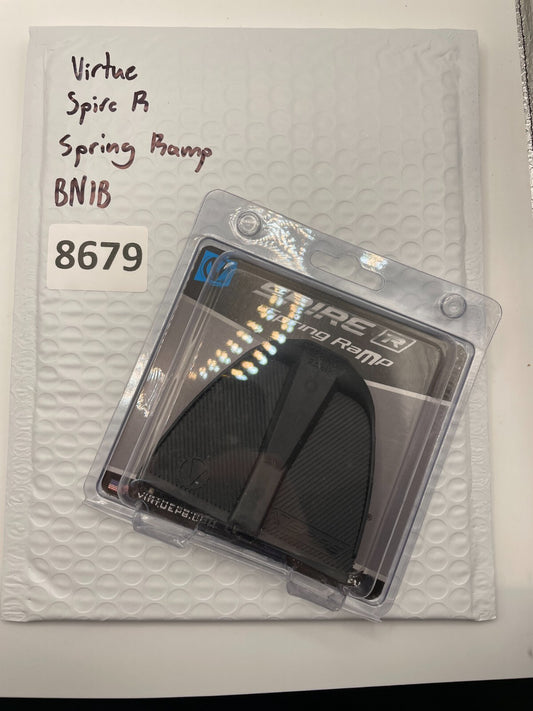 Virtue
Spire R
Spring Ramp
BNIB
8679
SPIRE R
Spring Ramp
VIRTUEPB.COM